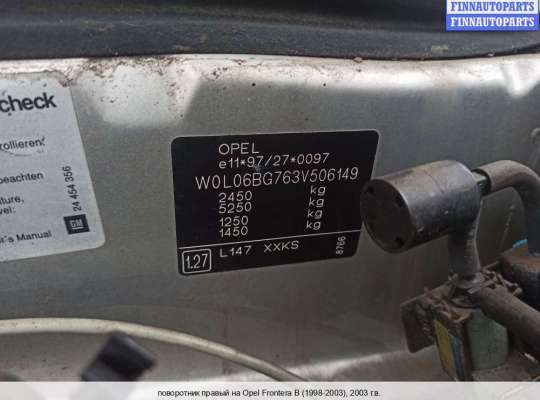 FINNAUTOPARTS
FINNAUTOPARTS
check
rollieren:
beachten
24 454 356
ture,
vel:
GM
r's Manual
OPEL
e11*97/27*0097
W0L06BG763V506149
2450 kg
5250 kg
1250 kg
1450 kg
1.27 L147 XXKS
8766
поворотник правый на Opel Frontera B (1998-2003), 2003 г.в.